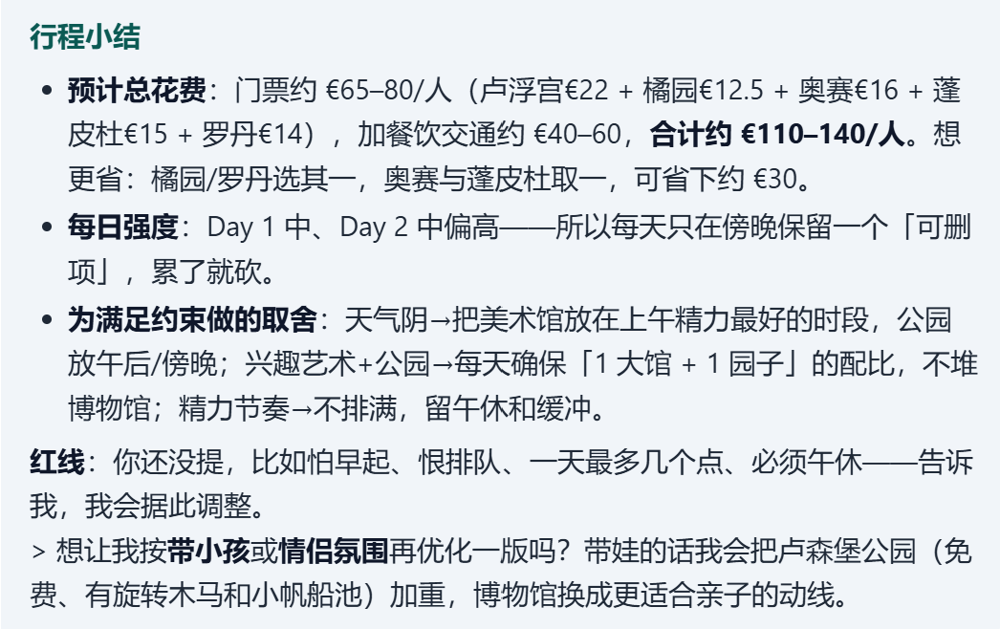 行程小结
• 预计总花费：门票约 €65–80/人（卢浮宫€22 + 橘园€12.5 + 奥赛€16 + 蓬
皮杜€15 + 罗丹€14），加餐饮交通约 €40–60，合计约 €110–140/人。想
更省：橘园/罗丹选其一，奥赛与蓬皮杜取一，可省下约 €30。
• 每日强度：Day 1 中、Day 2 中偏高——所以每天只在傍晚保留一个「可删
项」，累了就砍。
• 为满足约束做的取舍：天气阴→把美术馆放在上午精力最好的时段，公园
放午后/傍晚；兴趣艺术+公园→每天确保「1 大馆 + 1 园子」的配比，不堆
博物馆；精力节奏→不排满，留午休和缓冲。
红线：你还没提，比如怕早起、恨排队、一天最多几个点、必须午休——告诉
我，我会据此调整。
> 想让我按带小孩或情侣氛围再优化一版吗？带娃的话我会把卢森堡公园（免
费、有旋转木马和小帆船池）加重，博物馆换成更适合亲子的动线。